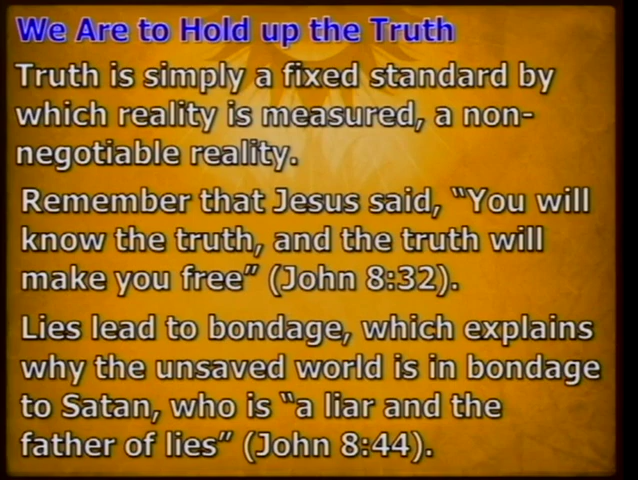 We Are to Hold up the Truth
Truth is simply a fixed standard by
which reality is measured, a non-
negotiable reality.
Remember that Jesus said, “You will
know the truth, and the truth will
make you free” (John 8:32).
Lies lead to bondage, which explains
why the unsaved world is in bondage
to Satan, who is “a liar and the
father of lies” (John 8:44).